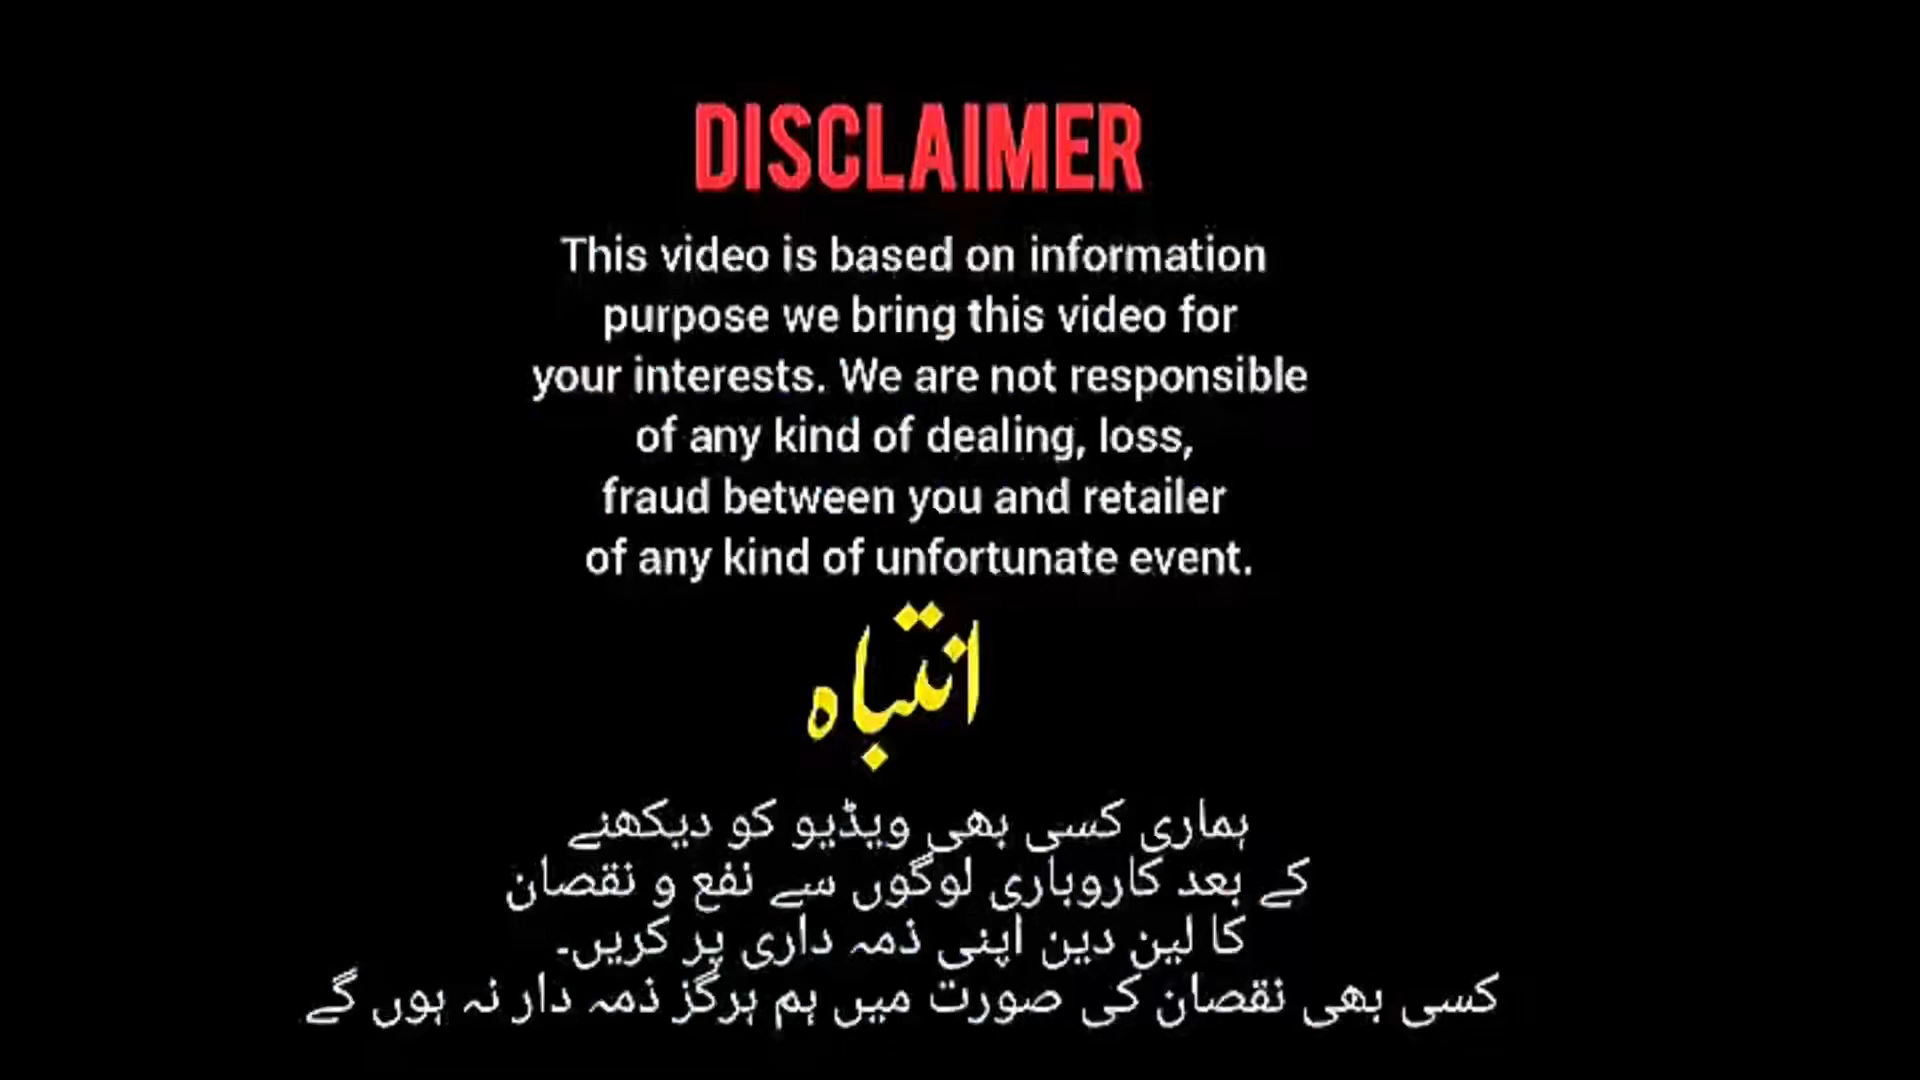 DISCLAIMER
This video is based on information
purpose we bring this video for
your interests. We are not responsible
of any kind of dealing, loss,
fraud between you and retailer
of any kind of unfortunate event.
انتباہ
ہماری کسی بھی ویڈیو کو دیکھنے
کے بعد کاروباری لوگوں سے نفع و نقصان
کا لین دین اپنی ذمہ داری پر کریں۔
کسی بھی نقصان کی صورت میں ہم ہرگز ذمہ دار نہ ہوں گے